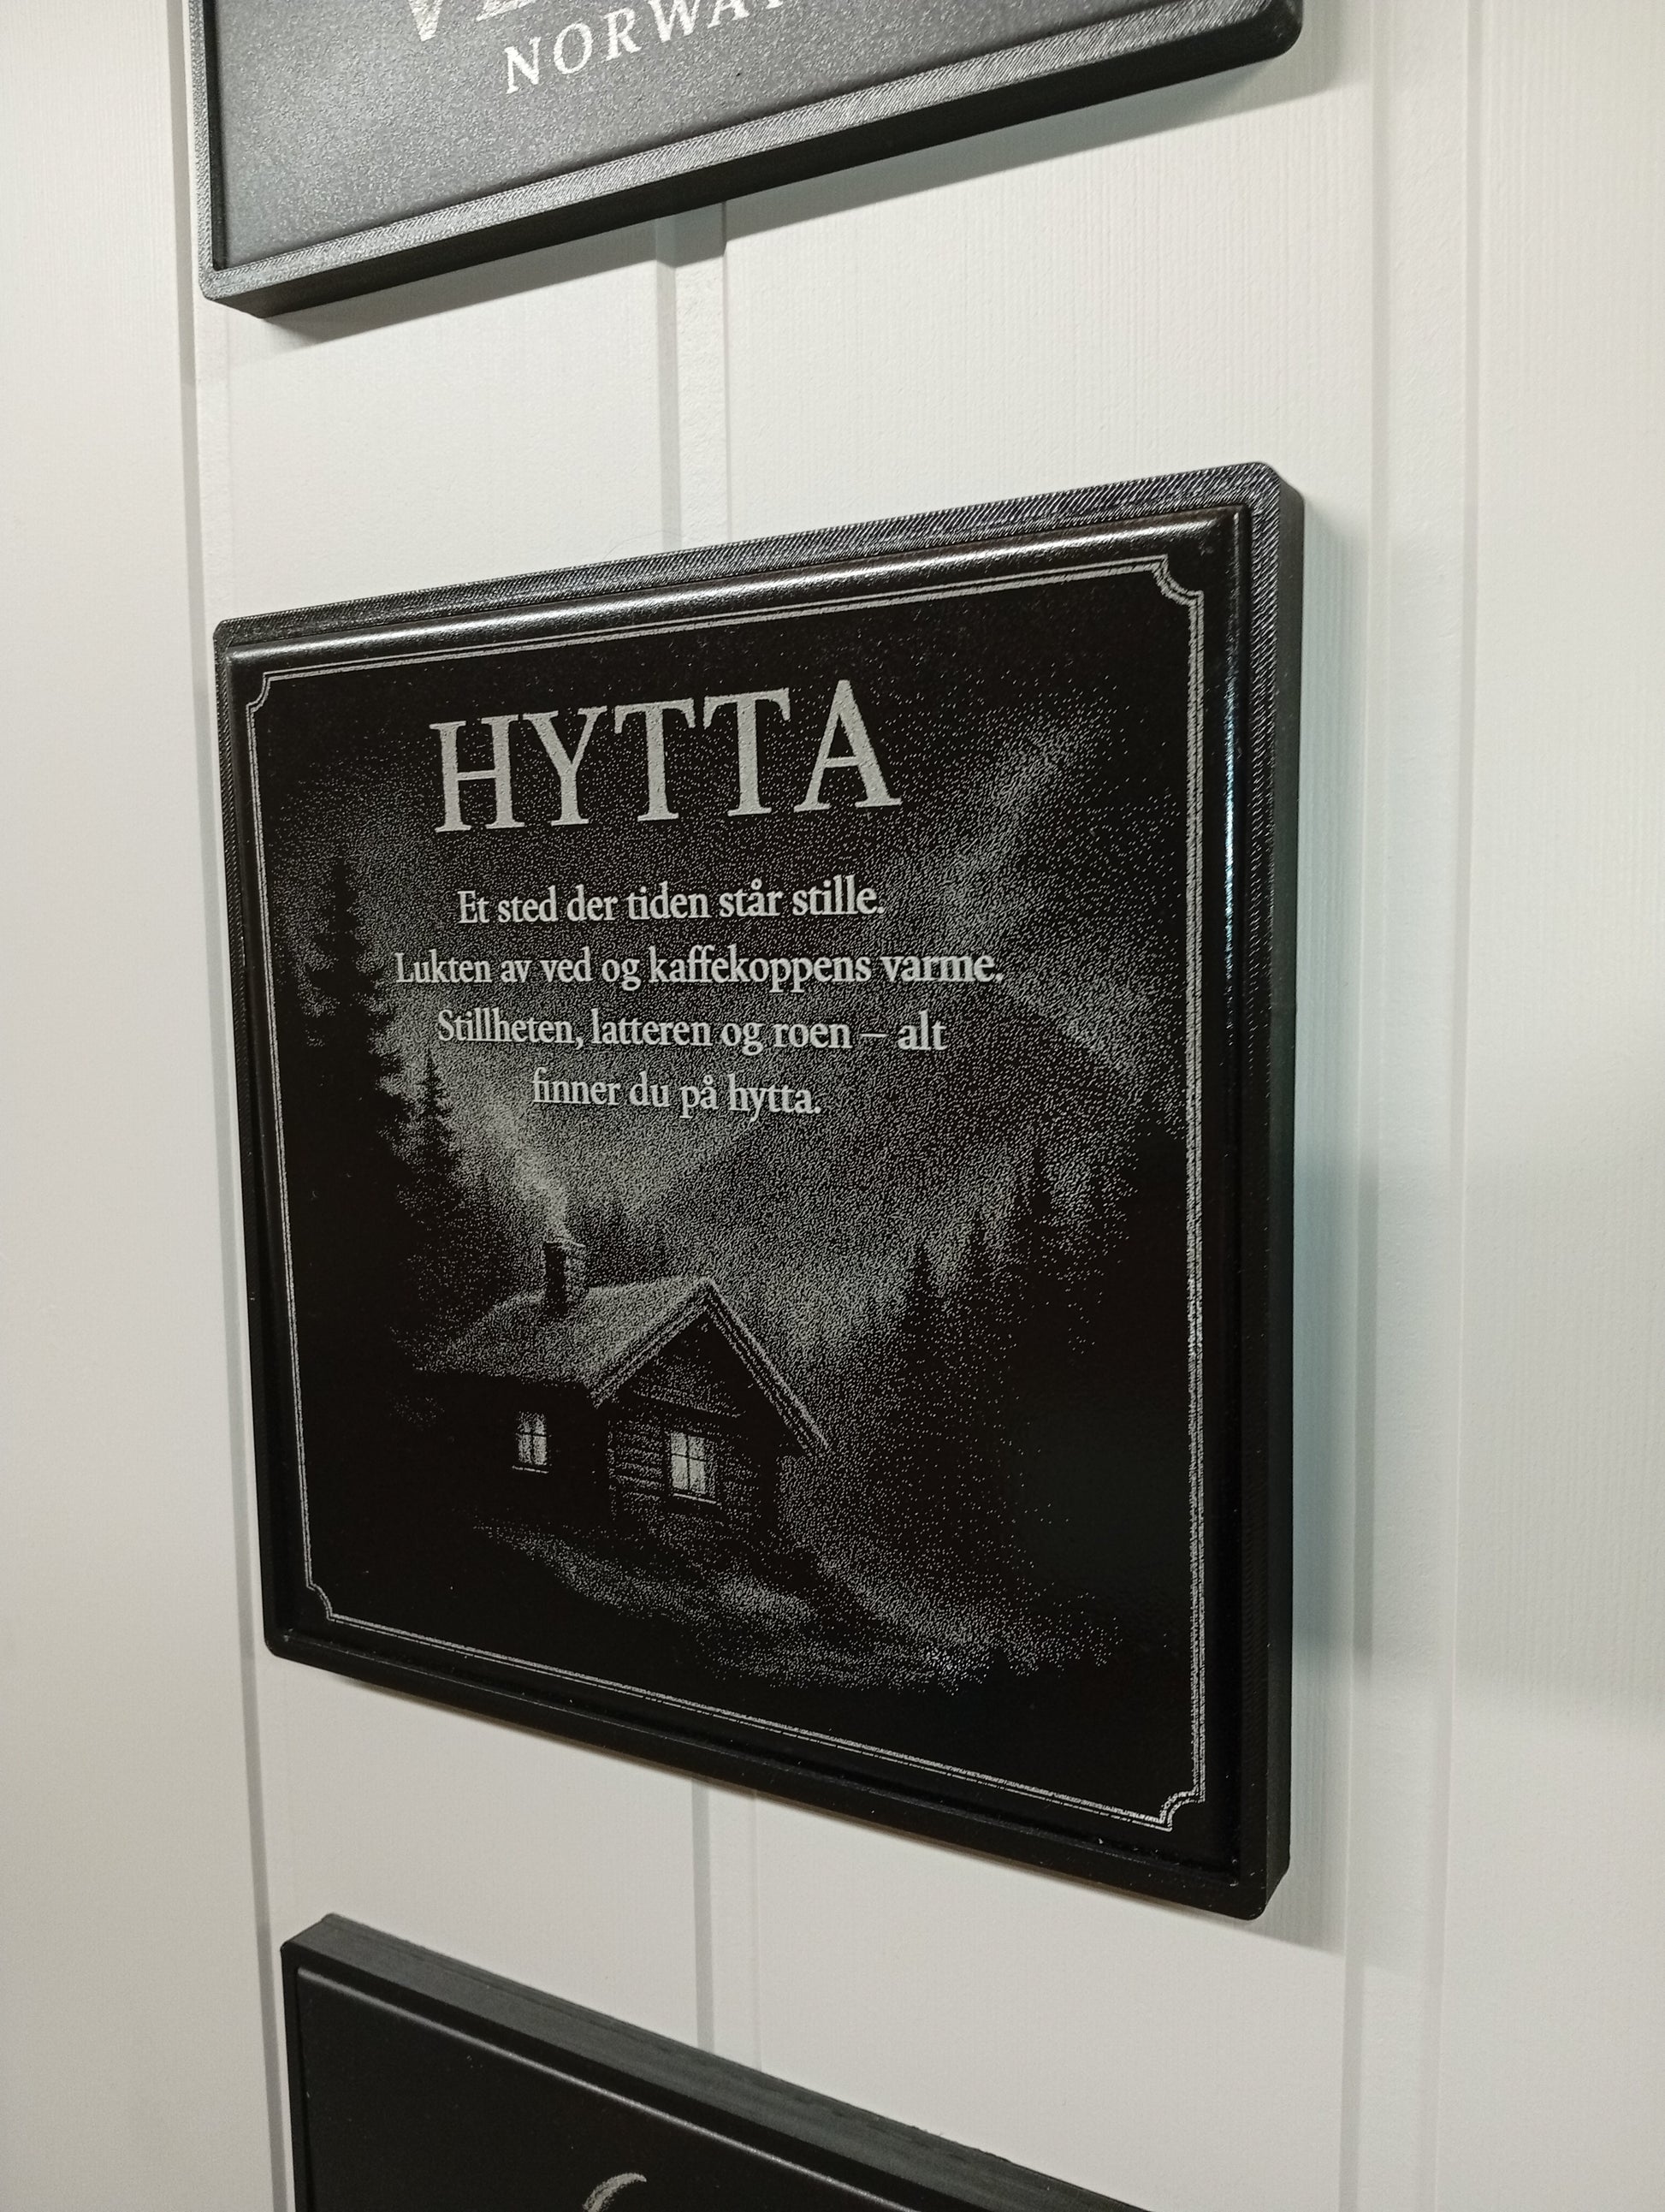 NORWAY
HYTTA
Et sted der tiden står stille.
Lukten av ved og kaffekoppens varme.
Stillheten, latteren og roen – alt
finner du på hytta.